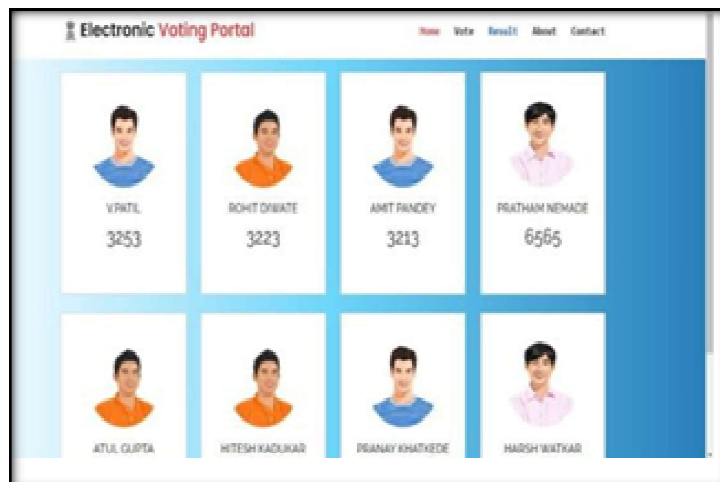 Electronic Voting Portal
Home Vote Result About Contact
V.PATIL ROHIT DIWATE AMIT PANDEY PRATHAM NEMADE
3253 3223 3213 6565
ATUL GUPTA HITESH KADUKAR PRANAY KHATKEDE HARSH WATKAR